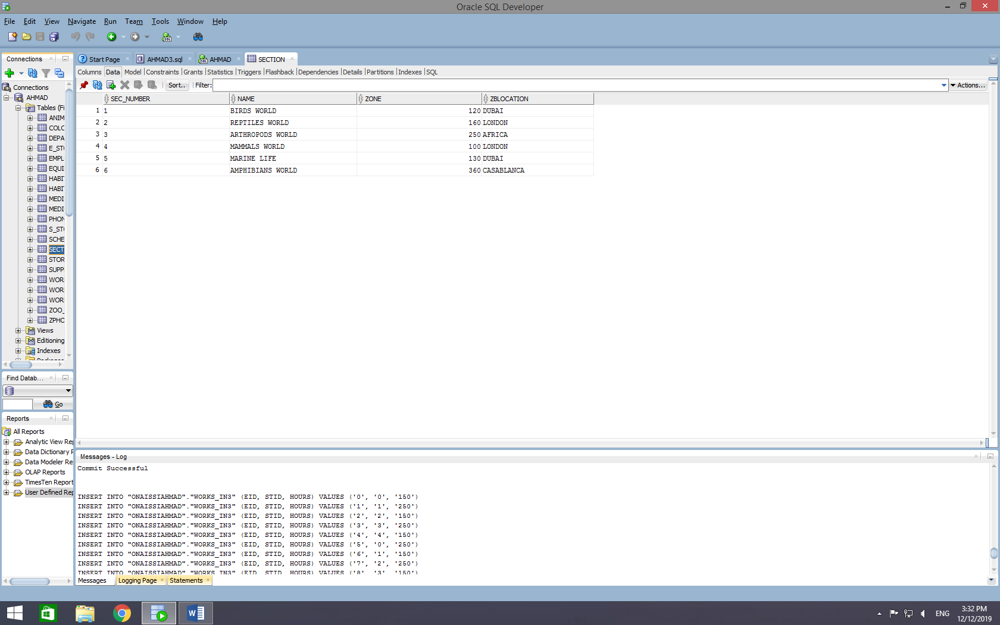 Oracle SQL Developer
File Edit View Navigate Run Team Tools Window Help
Connections
Start Page AHMAD3.sql AHMAD SECTION
Columns Data Model Constraints Grants Statistics Triggers Flashback Dependencies Details Partitions Indexes SQL
Sort.. Filter: Actions...
SEC_NUMBER NAME ZONE ZBLOCATION
1 1 BIRDS WORLD 120 DUBAI
2 2 REPTILES WORLD 160 LONDON
3 3 ARTHROPODS WORLD 250 AFRICA
4 4 MAMMALS WORLD 100 LONDON
5 5 MARINE LIFE 130 DUBAI
6 6 AMPHIBIANS WORLD 360 CASABLANCA
Connections
AHMAD
Tables (Fi
ANIM
COLC
DEPA
E_ST
EMPL
EQUI
HABI
HABI
MEDI
MEDI
PHON
S_ST
SCHE
SECT
STOR
SUPP
WOR
WOR
WOR
ZOO_
ZPHO
Views
Editioning
Indexes
Find Datab...
Go
Reports
All Reports
Analytic View Rep
Data Dictionary
Data Modeler Re
OLAP Reports
TimesTen Report
User Defined Rep
Messages - Log
Commit Successful
INSERT INTO "ONAISSIAHMAD"."WORKS_IN3" (EID, STID, HOURS) VALUES ('0', '0', '150')
INSERT INTO "ONAISSIAHMAD"."WORKS_IN3" (EID, STID, HOURS) VALUES ('1', '1', '250')
INSERT INTO "ONAISSIAHMAD"."WORKS_IN3" (EID, STID, HOURS) VALUES ('2', '2', '150')
INSERT INTO "ONAISSIAHMAD"."WORKS_IN3" (EID, STID, HOURS) VALUES ('3', '3', '250')
INSERT INTO "ONAISSIAHMAD"."WORKS_IN3" (EID, STID, HOURS) VALUES ('4', '4', '150')
INSERT INTO "ONAISSIAHMAD"."WORKS_IN3" (EID, STID, HOURS) VALUES ('5', '0', '250')
INSERT INTO "ONAISSIAHMAD"."WORKS_IN3" (EID, STID, HOURS) VALUES ('6', '1', '150')
INSERT INTO "ONAISSIAHMAD"."WORKS_IN3" (EID, STID, HOURS) VALUES ('7', '2', '250')
INSERT INTO "ONAISSIAHMAD"."WORKS_IN3" (EID, STID, HOURS) VALUES ('8', '3', '150')
Messages Logging Page Statements
ENG
3:32 PM
12/12/2019